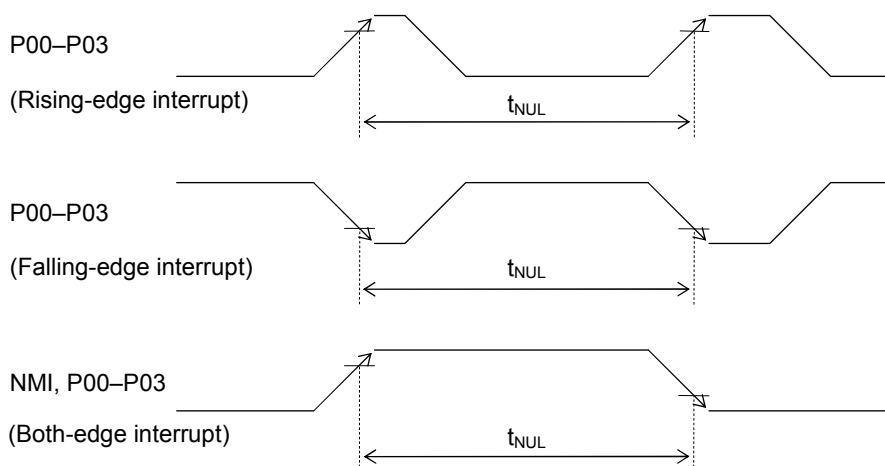 P00–P03
(Rising-edge interrupt)
tNUL
P00–P03
(Falling-edge interrupt)
tNUL
NMI, P00–P03
(Both-edge interrupt)
tNUL